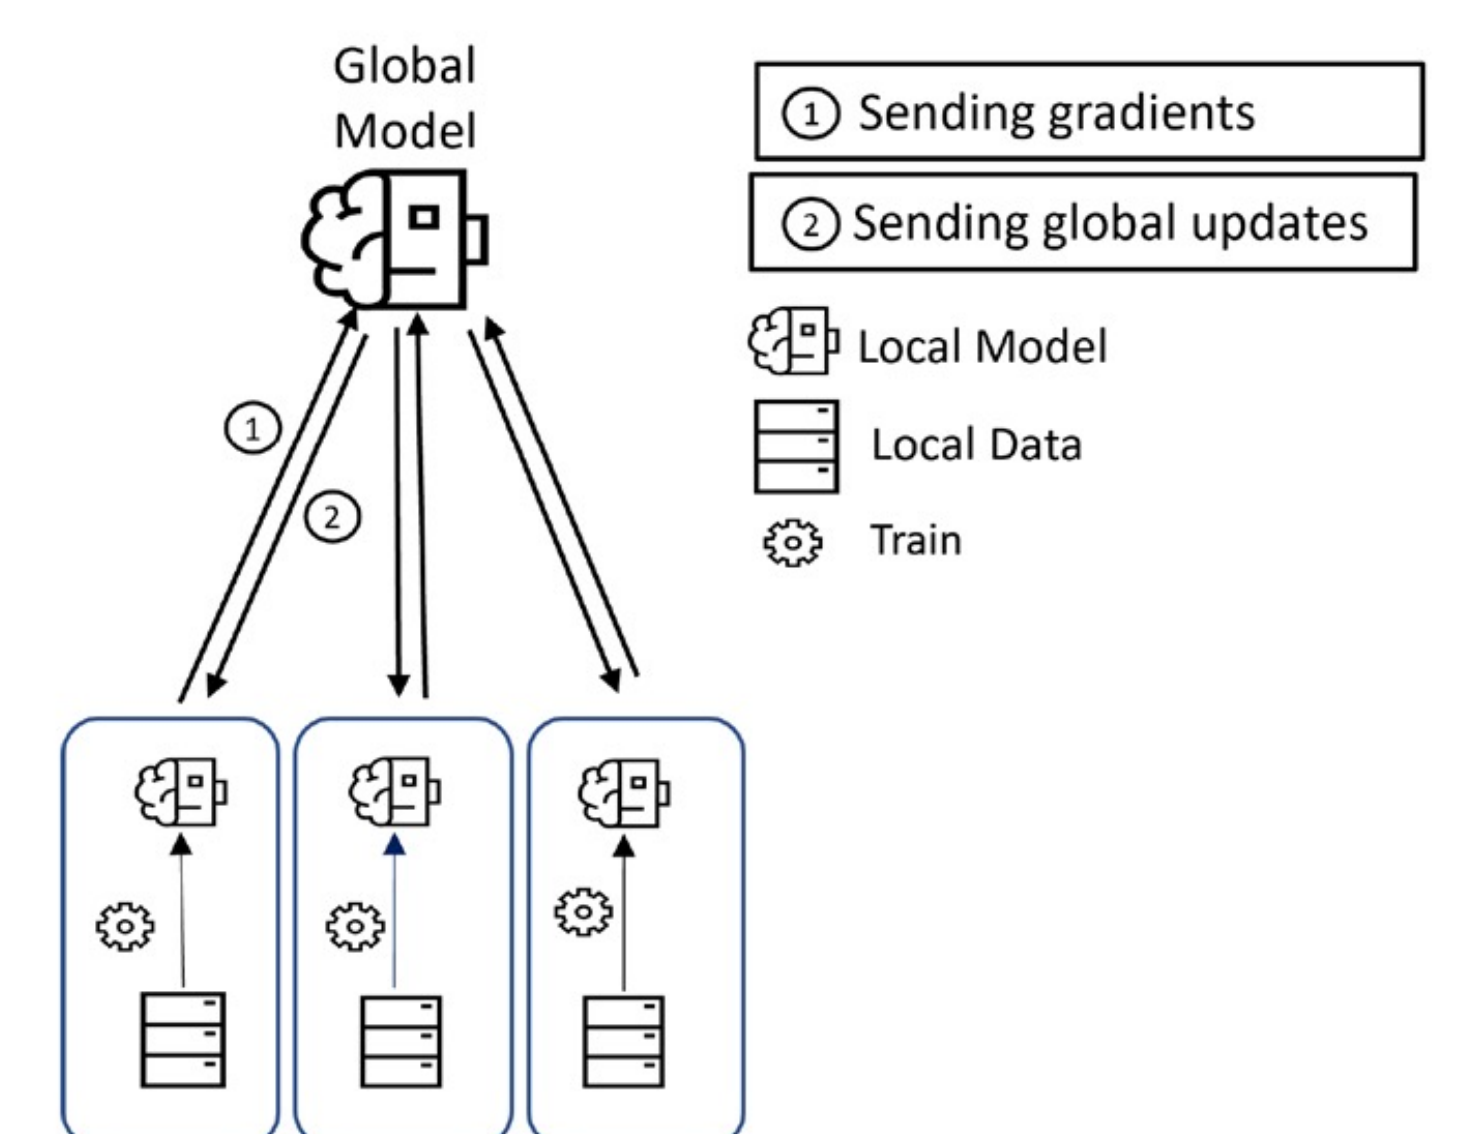 Global
Model
1 Sending gradients
2 Sending global updates
Local Model
Local Data
Train
1
2